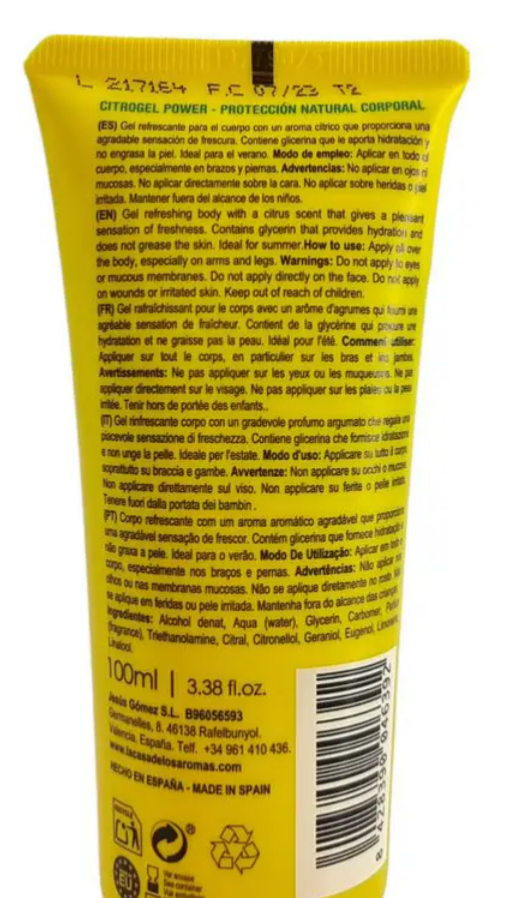 L 217184 F.C 07/23 T2
CITROGEL POWER - PROTECCIÓN NATURAL CORPORAL
(ES) Gel refrescante para el cuerpo con un aroma cítrico que proporciona una
agradable sensación de frescura. Contiene glicerina que le aporta hidratación y
no engrasa la piel. Ideal para el verano. Modo de empleo: Aplicar en todo el
cuerpo, especialmente en brazos y piernas. Advertencias: No aplicar en ojos ni
mucosas. No aplicar directamente sobre la cara. No aplicar sobre heridas o piel
irritada. Mantener fuera del alcance de los niños.
(EN) Gel refreshing body with a citrus scent that gives a pleasant
sensation of freshness. Contains glycerin that provides hydration and
does not grease the skin. Ideal for summer.How to use: Apply all over
the body, especially on arms and legs. Warnings: Do not apply to eyes
or mucous membranes. Do not apply directly on the face. Do not apply
on wounds or irritated skin. Keep out of reach of children.
(FR) Gel rafraîchissant pour le corps avec un arôme d'agrumes qui fourni une
agréable sensation de fraîcheur. Contient de la glycérine qui procure une
hydratation et ne graisse pas la peau. Idéal pour l'été. Comment utiliser:
Appliquer sur tout le corps, en particulier sur les bras et les jambes.
Avertissements: Ne pas appliquer sur les yeux ou les muqueuses. Ne pas
appliquer directement sur le visage. Ne pas appliquer sur les plaies ou la peau
irritée. Tenir hors de portée des enfants..
(IT) Gel rinfrescante corpo con un gradevole profumo argumato che regala una
piacevole sensazione di freschezza. Contiene glicerina che fornisce idratazione
e non unge la pelle. Ideale per l'estate. Modo d'uso: Applicare su tutto il corpo,
soprattutto su braccia e gambe. Avvertenze: Non applicare su occhi o mucose.
Non applicare direttamente sul viso. Non applicare su ferite o pelle irritata.
Tenere fuori dalla portata dei bambin .
(PT) Corpo refrescante com um aroma aromático agradável que proporciona
uma agradável sensação de frescor. Contém glicerina que fornece hidratação e
não graxa a pele. Ideal para o verão. Modo De Utilização: Aplicar em todo o
corpo, especialmente nos braços e pernas. Advertências: Não aplicar nos
olhos ou nas membranas mucosas. Não se aplique diretamente no rosto. Não
se aplique em feridas ou pele irritada. Mantenha fora do alcance das crianças.
Ingredientes: Alcohol denat, Aqua (water), Glycerin, Carbomer, Parfum
(fragrance), Triethanolamine, Citral, Citronellol, Geraniol, Eugenol, Limonene,
Linalool.
100ml | 3.38 fl.oz.
Jesús Gómez S.L. B96056593
Germanelles, 8. 46138 Rafelbunyol.
Valencia. España. Telf. +34 961 410 436.
www.lacasadelosaromas.com
HECHO EN ESPAÑA - MADE IN SPAIN
8 428390 046392
EU